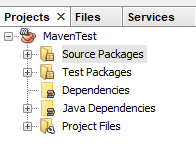 Projects × Files Services
MavenTest
Source Packages
Test Packages
Dependencies
Java Dependencies
Project Files